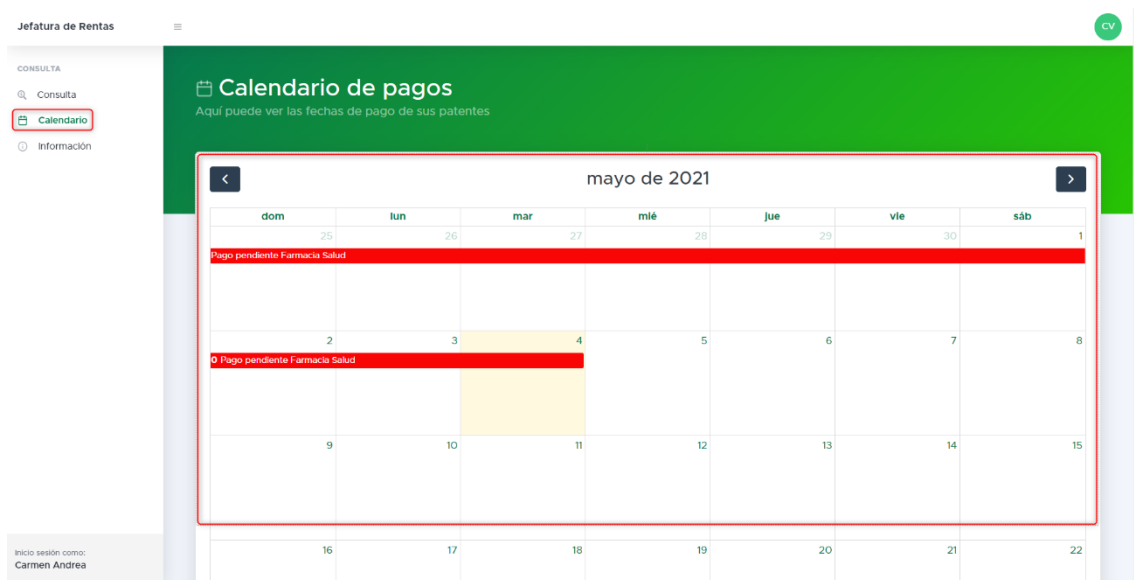 Jefatura de Rentas
CV
CONSULTA
Consulta
Calendario
Información
Calendario de pagos
Aquí puede ver las fechas de pago de sus patentes
mayo de 2021
dom lun mar mié jue vie sáb
25 26 27 28 29 30 1
Pago pendiente Farmacia Salud
2 3 4 5 6 7 8
0 Pago pendiente Farmacia Salud
9 10 11 12 13 14 15
16 17 18 19 20 21 22
Inicio sesión como:
Carmen Andrea